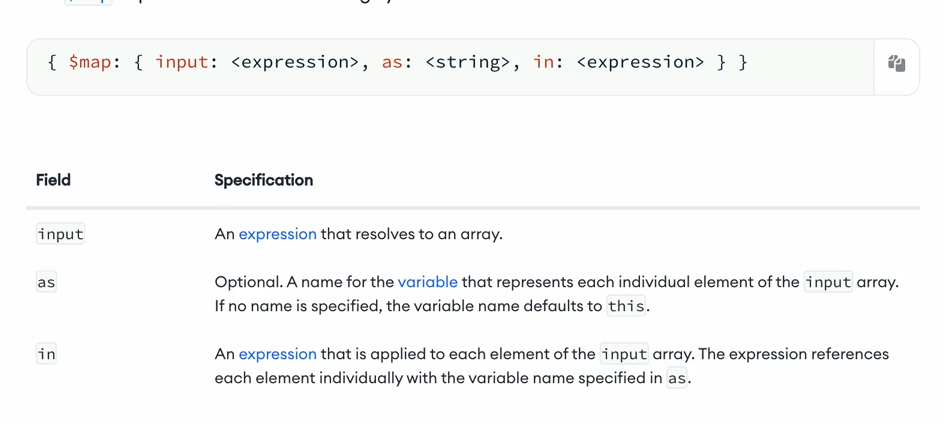 { $map: { input: <expression>, as: <string>, in: <expression> } }
Field Specification
input An expression that resolves to an array.
as Optional. A name for the variable that represents each individual element of the input array.
If no name is specified, the variable name defaults to this.
in An expression that is applied to each element of the input array. The expression references
each element individually with the variable name specified in as.